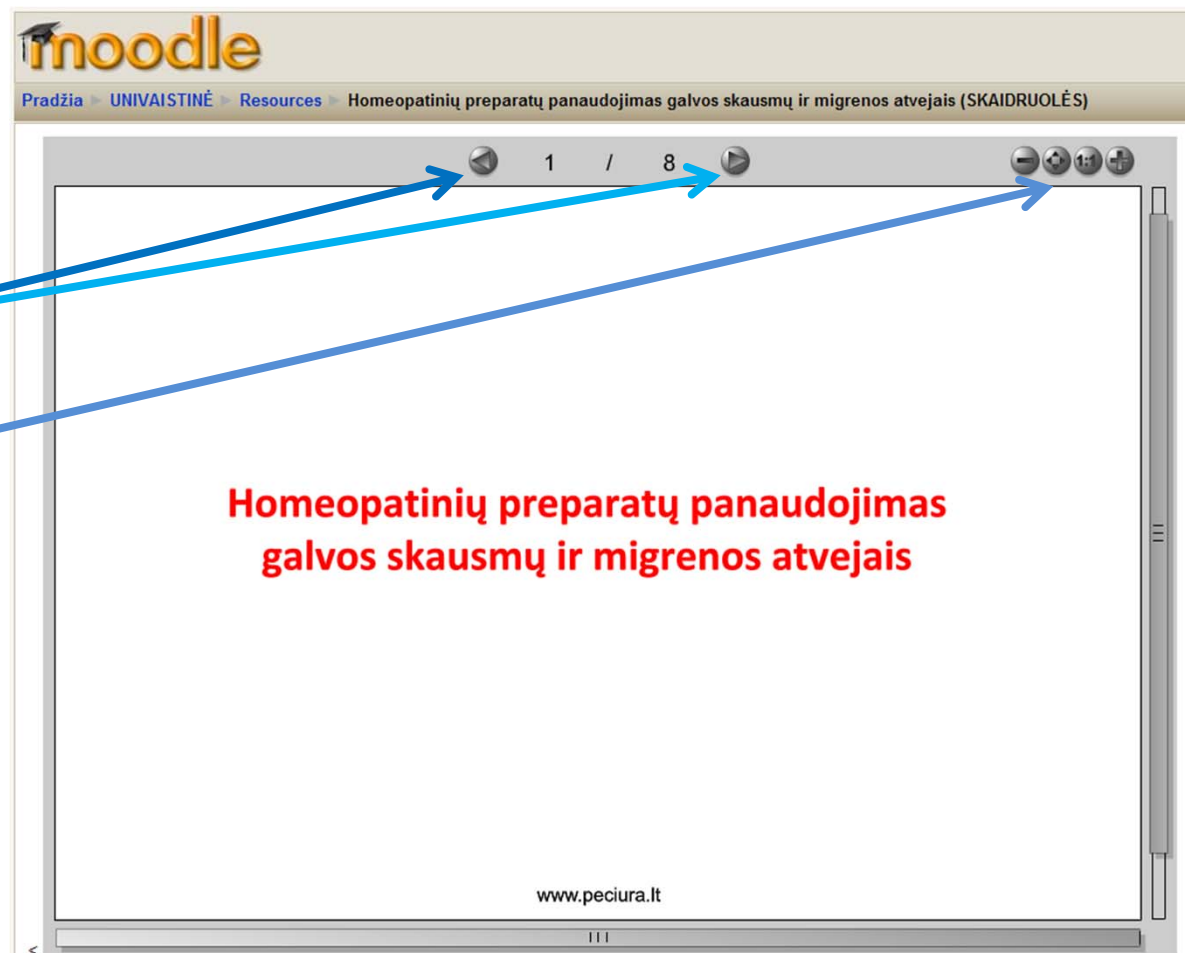 moodle
Pradžia ► UNIVAISTINĖ ► Resources ► Homeopatinių preparatų panaudojimas galvos skausmų ir migrenos atvejais (SKAIDRUOLĖS)
1 / 8 1:1
Homeopatinių preparatų panaudojimas
galvos skausmų ir migrenos atvejais
www.peciura.lt